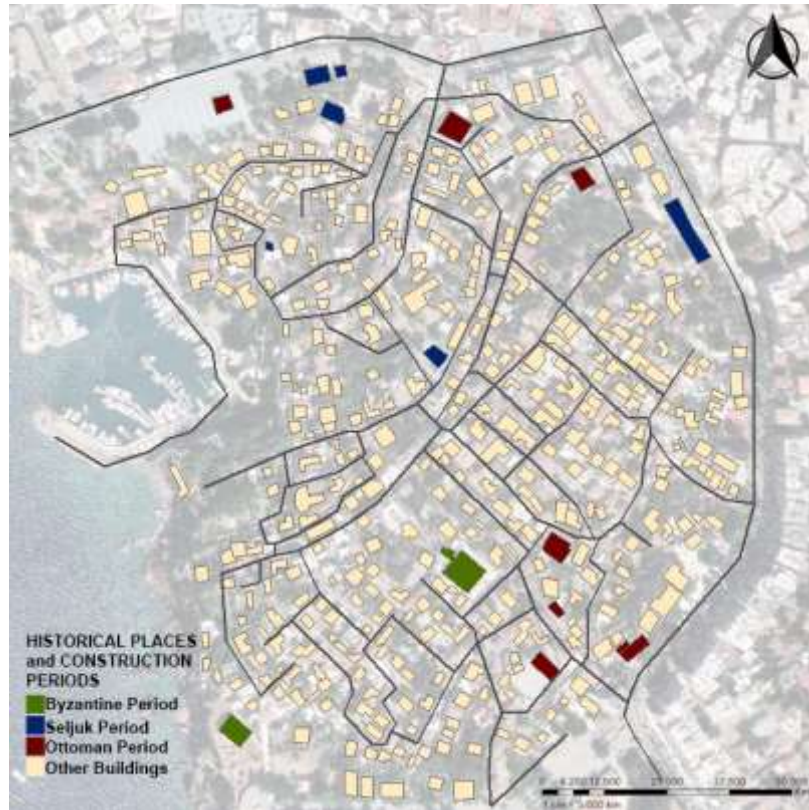 HISTORICAL PLACES
and CONSTRUCTION
PERIODS
Byzantine Period
Seljuk Period
Ottoman Period
Other Buildings